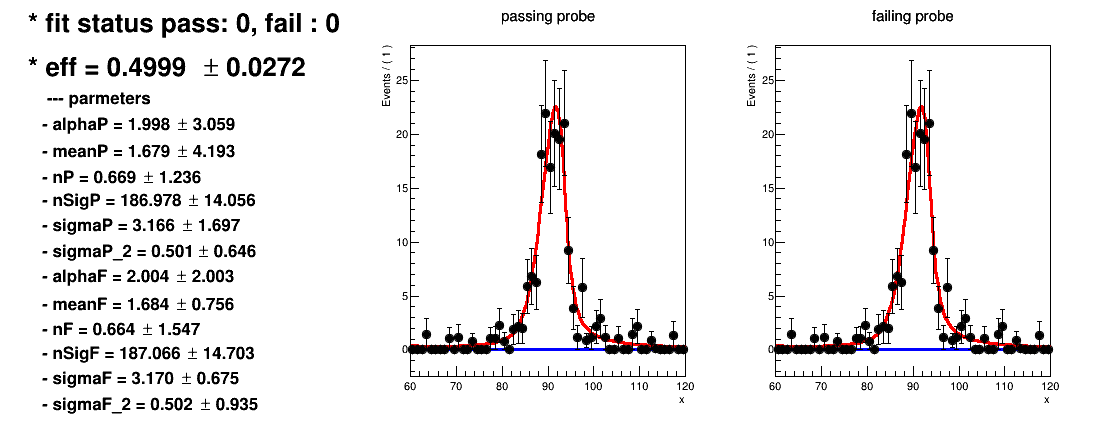 * fit status pass: 0, fail : 0
* eff = 0.4999 ± 0.0272
--- parmeters
- alphaP = 1.998 ± 3.059
- meanP = 1.679 ± 4.193
- nP = 0.669 ± 1.236
- nSigP = 186.978 ± 14.056
- sigmaP = 3.166 ± 1.697
- sigmaP_2 = 0.501 ± 0.646
- alphaF = 2.004 ± 2.003
- meanF = 1.684 ± 0.756
- nF = 0.664 ± 1.547
- nSigF = 187.066 ± 14.703
- sigmaF = 3.170 ± 0.675
- sigmaF_2 = 0.502 ± 0.935
passing probe
Events / ( 1 )
25
20
15
10
5
0
60 70 80 90 100 110 120
x
failing probe
Events / ( 1 )
25
20
15
10
5
0
60 70 80 90 100 110 120
x